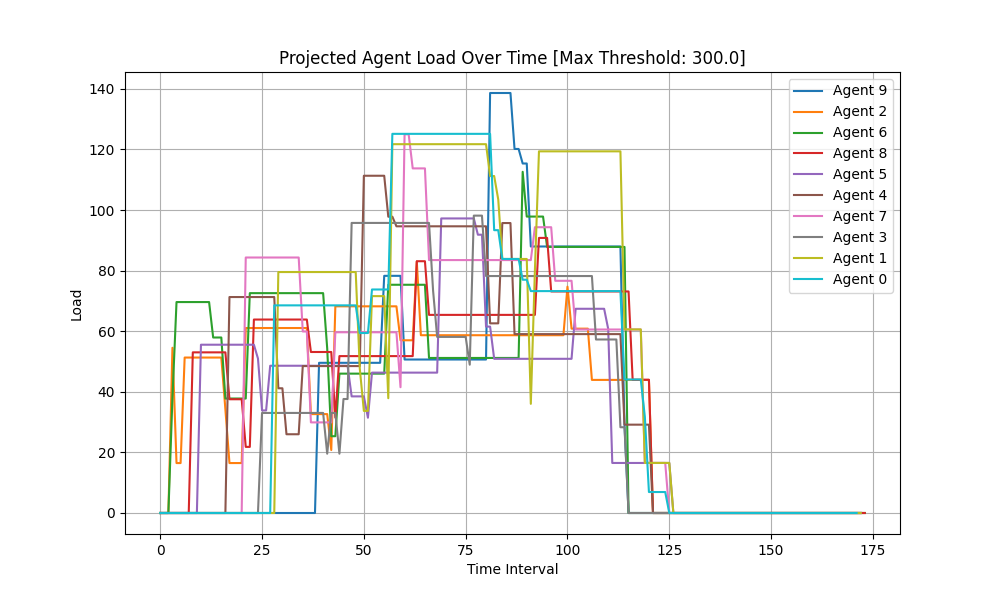 Projected Agent Load Over Time [Max Threshold: 300.0]
Load
140
120
100
80
60
40
20
0
0 25 50 75 100 125 150 175
Time Interval
Agent 9
Agent 2
Agent 6
Agent 8
Agent 5
Agent 4
Agent 7
Agent 3
Agent 1
Agent 0